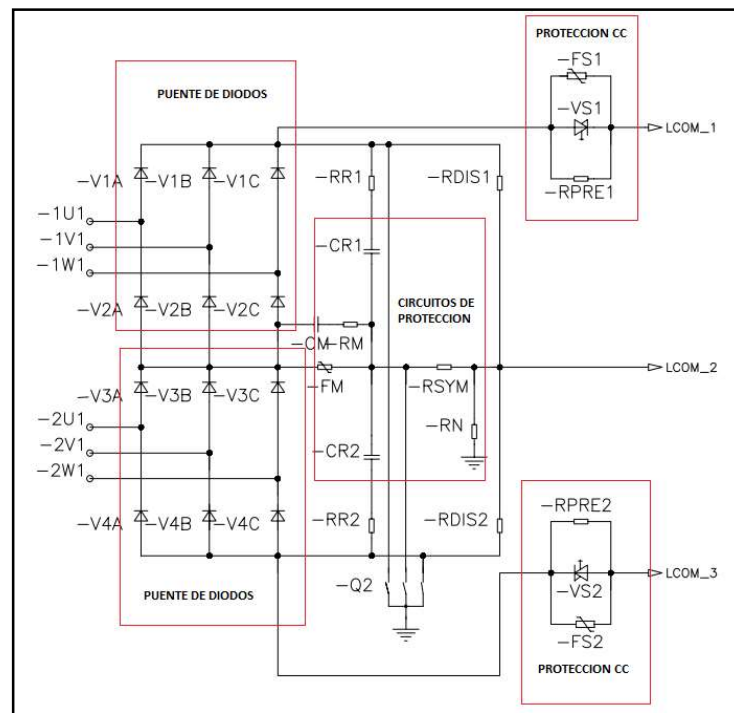 PROTECCION CC
-FS1
-VS1
-RPRE1
LCOM_1
PUENTE DE DIODOS
-V1A
-V1B
-V1C
-RR1
-RDIS1
-1U1
-1V1
-1W1
-CR1
CIRCUITOS DE
PROTECCION
-V2A
-V2B
-V2C
-CM
-RM
LCOM_2
-FM
-RSYM
-V3A
-V3B
-V3C
-RN
-2U1
-2V1
-2W1
-CR2
-RPRE2
-V4A
-V4B
-V4C
-RR2
-RDIS2
LCOM_3
-VS2
-Q2
PUENTE DE DIODOS
-FS2
PROTECCION CC